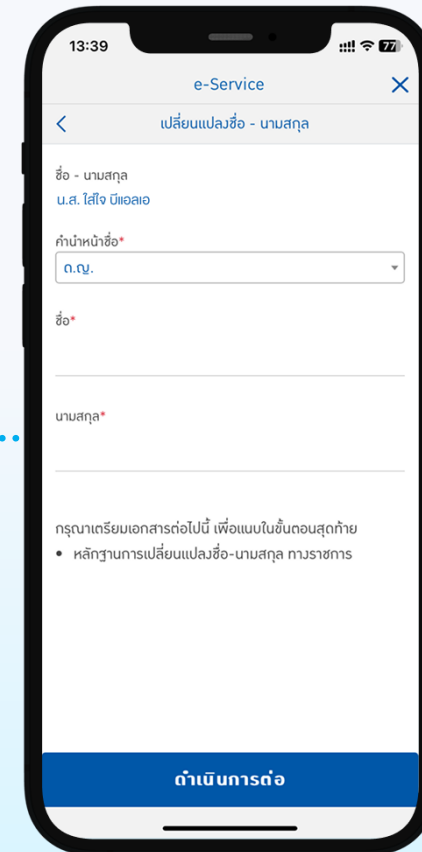 13:39
77
e-Service
เปลี่ยนแปลงชื่อ - นามสกุล
ชื่อ - นามสกุล
น.ส. ใส่ใจ บีแอลเอ
คำนำหน้าชื่อ*
ด.ญ.
ชื่อ*
นามสกุล*
กรุณาเตรียมเอกสารต่อไปนี้ เพื่อแนบในขั้นตอนสุดท้าย
• หลักฐานการเปลี่ยนแปลงชื่อ-นามสกุล ทางราชการ
ดำเนินการต่อ